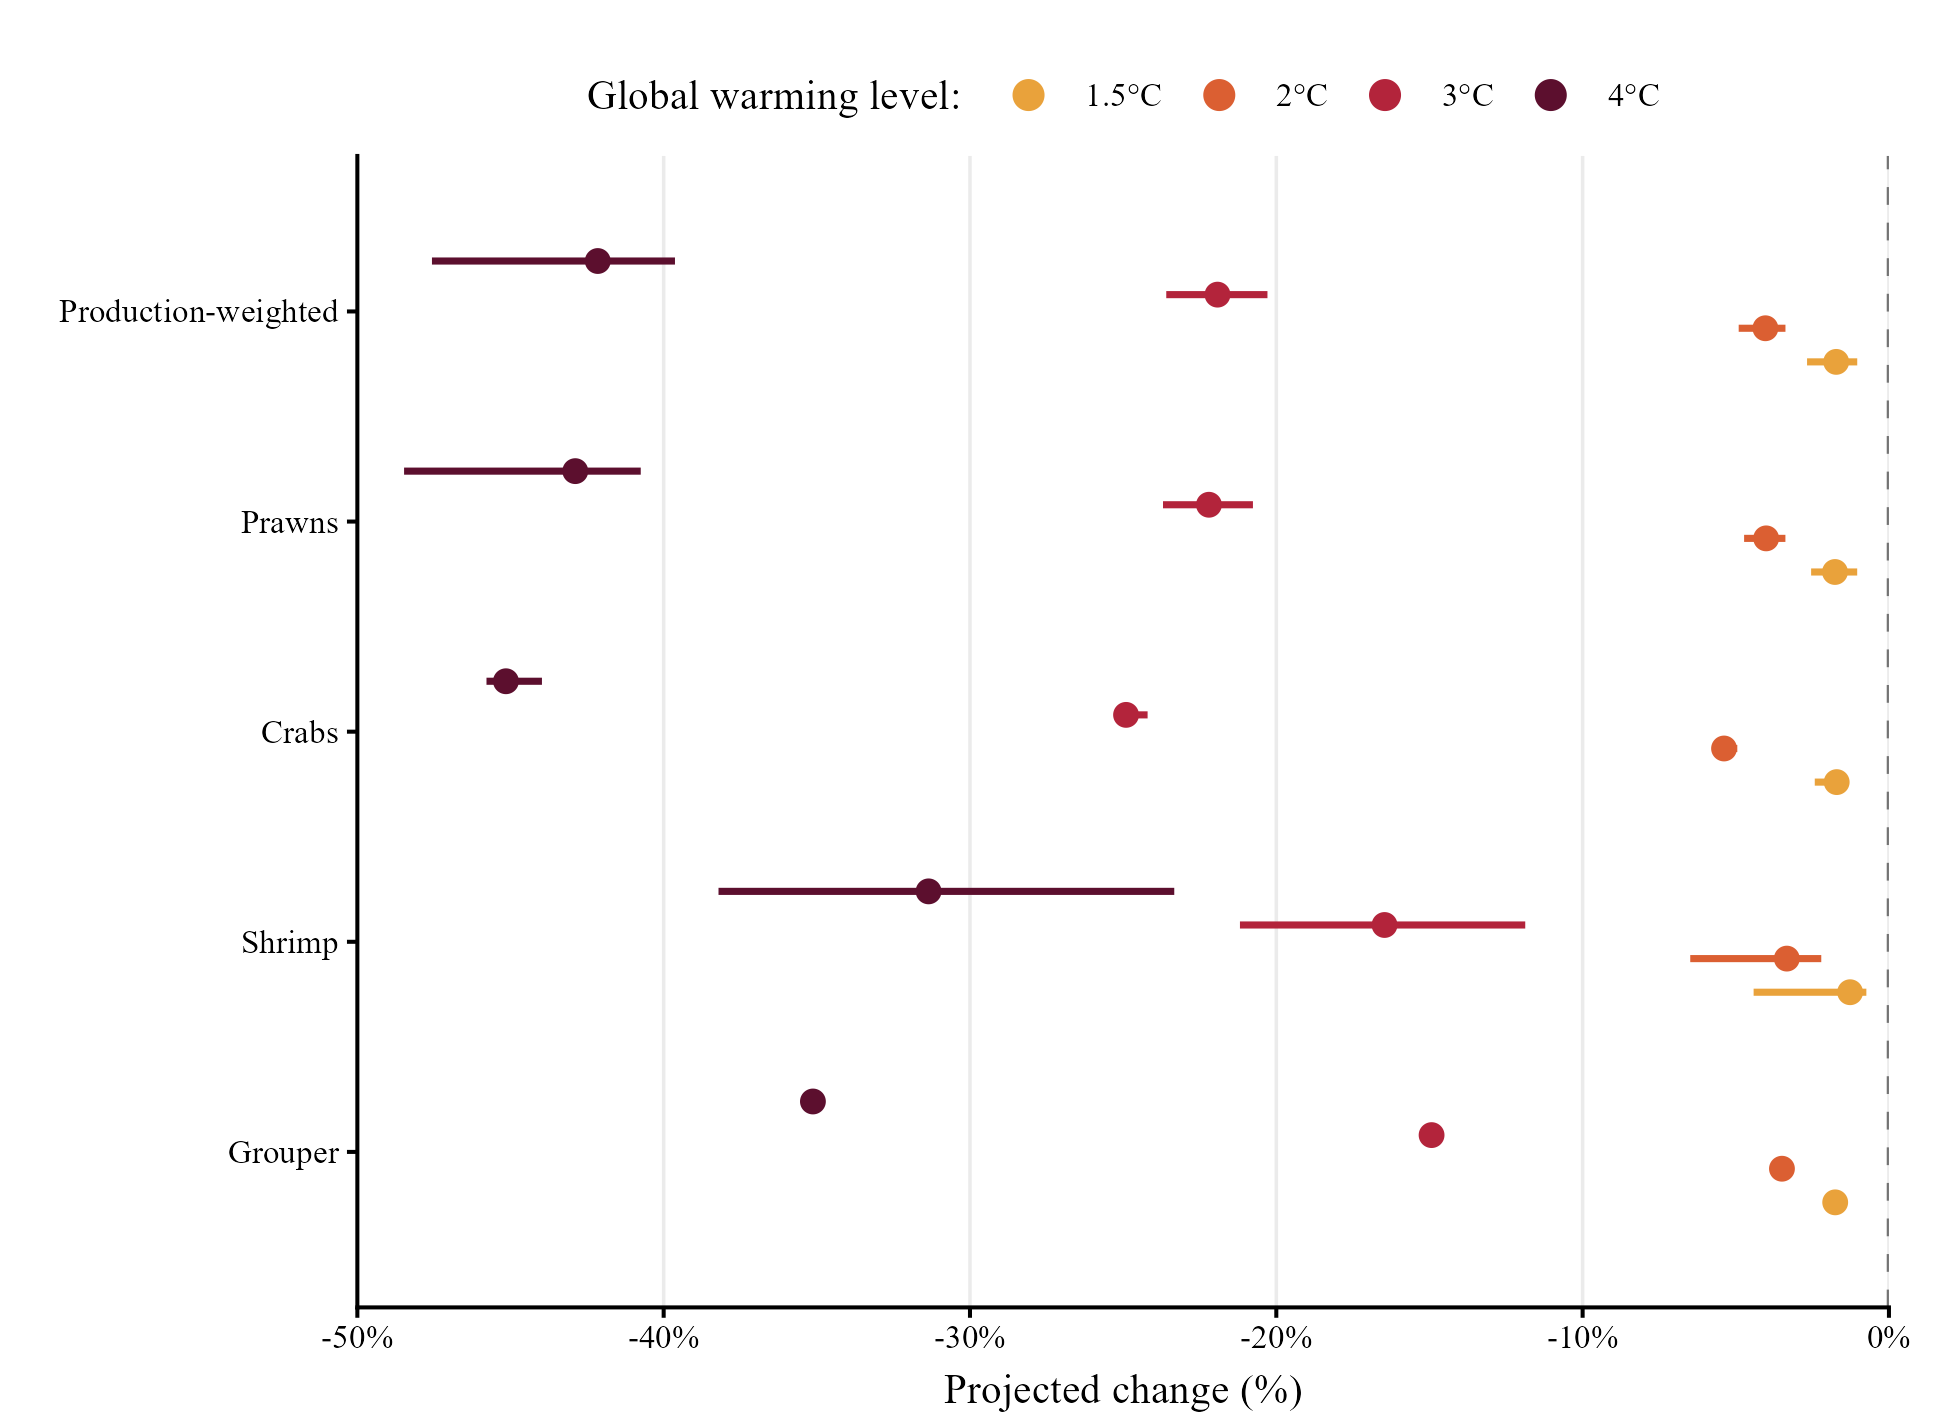 Global warming level: 1.5°C 2°C 3°C 4°C
Production-weighted
Prawns
Crabs
Shrimp
Grouper
-50% -40% -30% -20% -10% 0%
Projected change (%)